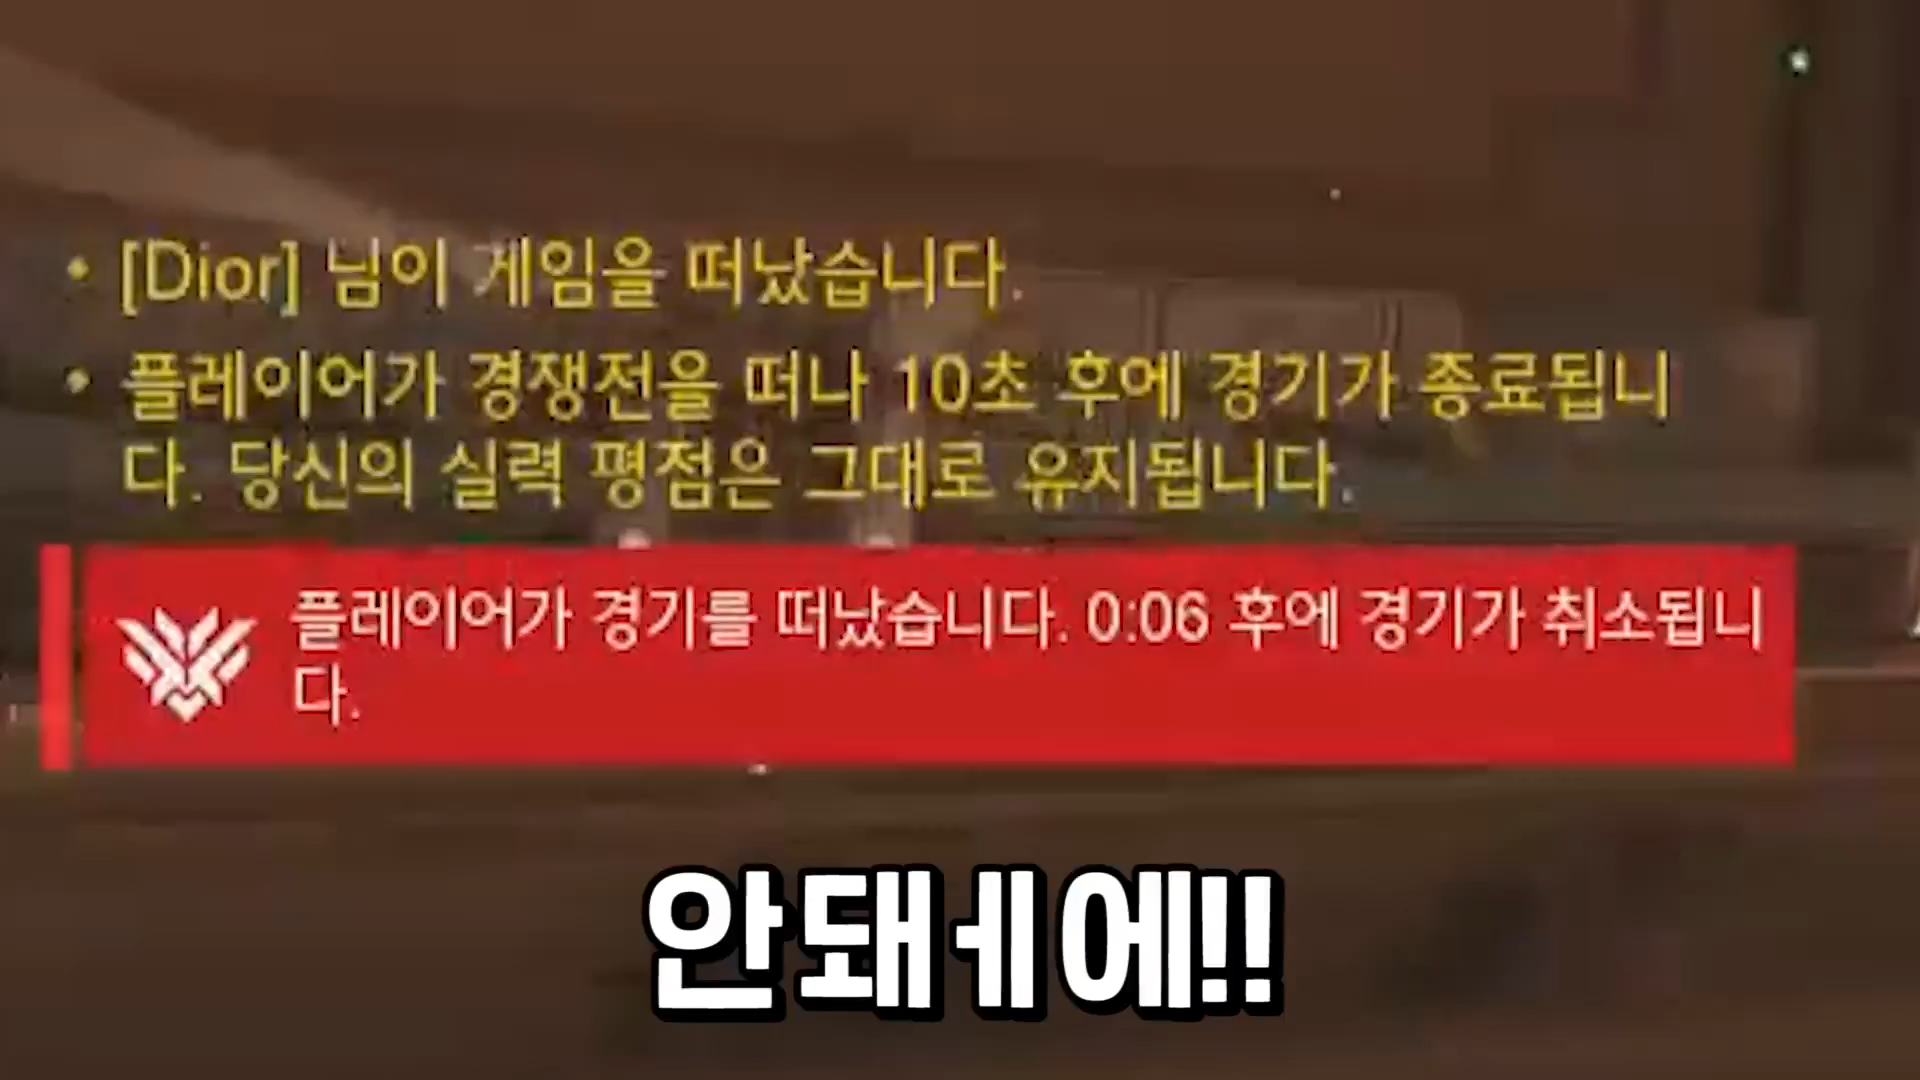 • [Dior] 님이 게임을 떠났습니다.
• 플레이어가 경쟁전을 떠나 10초 후에 경기가 종료됩니
다. 당신의 실력 평점은 그대로 유지됩니다.
플레이어가 경기를 떠났습니다. 0:06 후에 경기가 취소됩니
다.
안돼ㅔ에!!